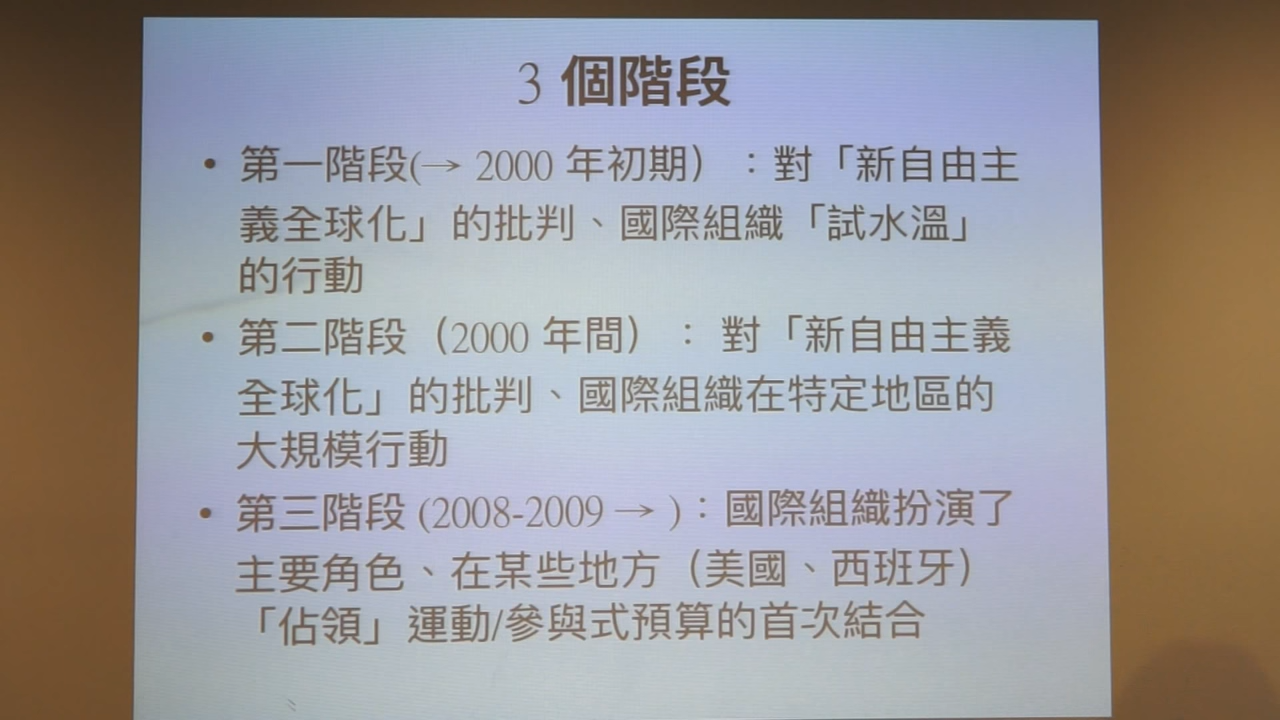 3 個階段
• 第一階段(→ 2000 年初期）：對「新自由主
義全球化」的批判、國際組織「試水溫」
的行動
• 第二階段（2000 年間）： 對「新自由主義
全球化」的批判、國際組織在特定地區的
大規模行動
• 第三階段 (2008-2009 → )：國際組織扮演了
主要角色、在某些地方（美國、西班牙）
「佔領」運動/參與式預算的首次結合